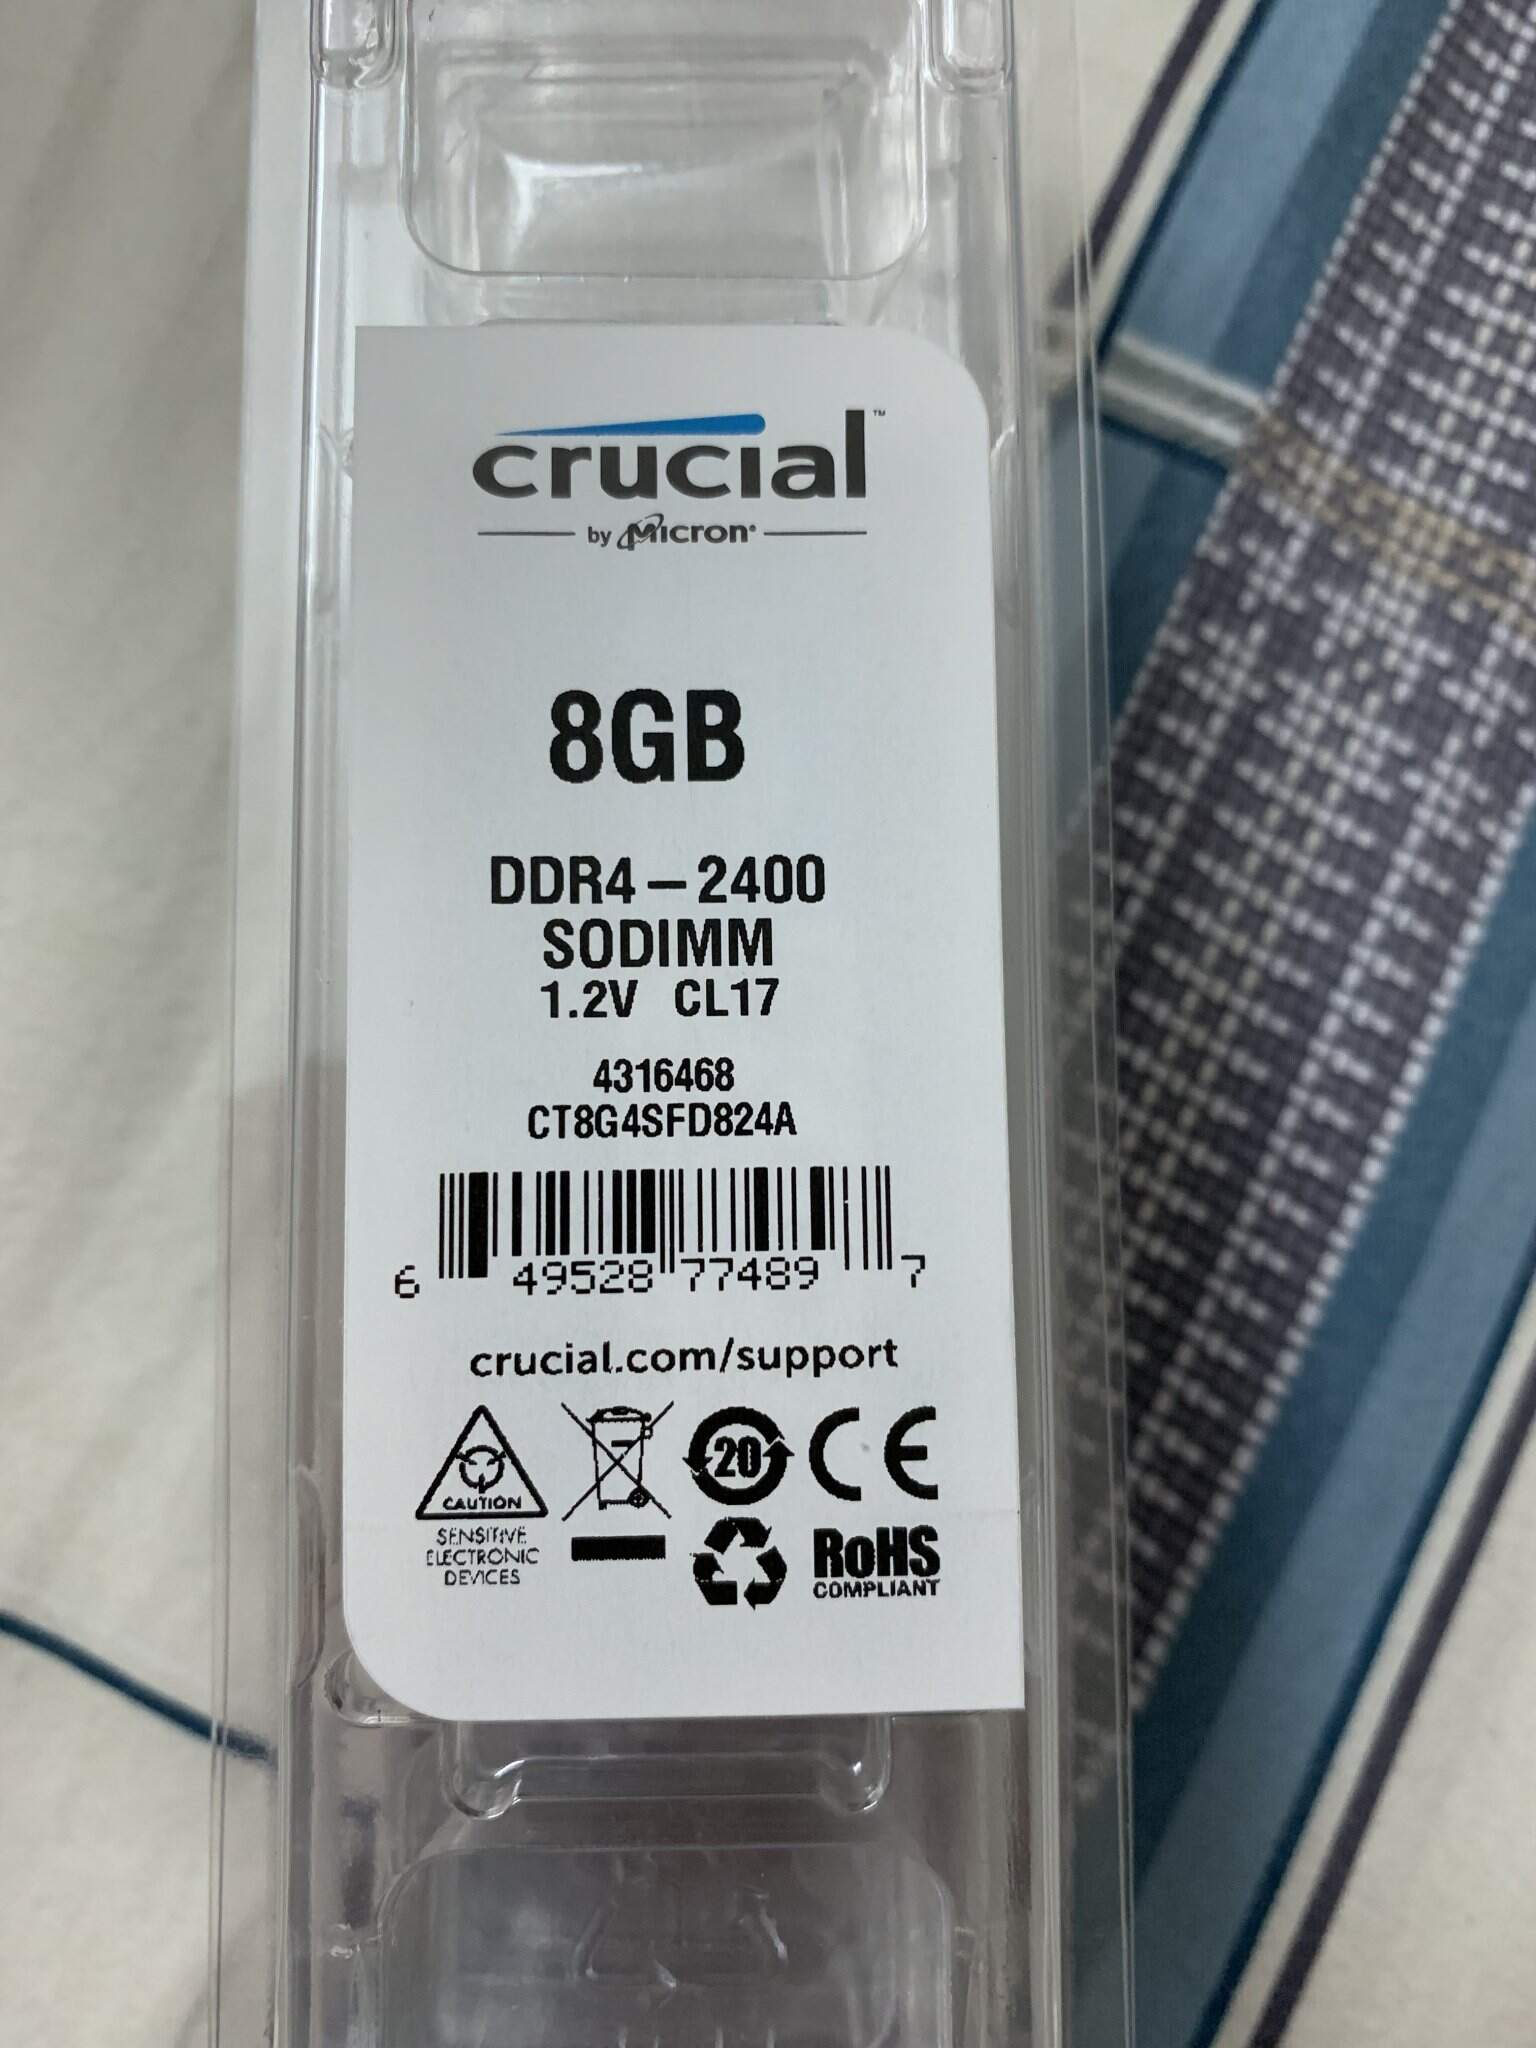 crucial™
by Micron®
8GB
DDR4 – 2400
SODIMM
1.2V CL17
4316468
CT8G4SFD824A
6 49528 77489 7
crucial.com/support
CAUTION
SENSITIVE
ELECTRONIC
DEVICES
20
CE
RoHS
COMPLIANT